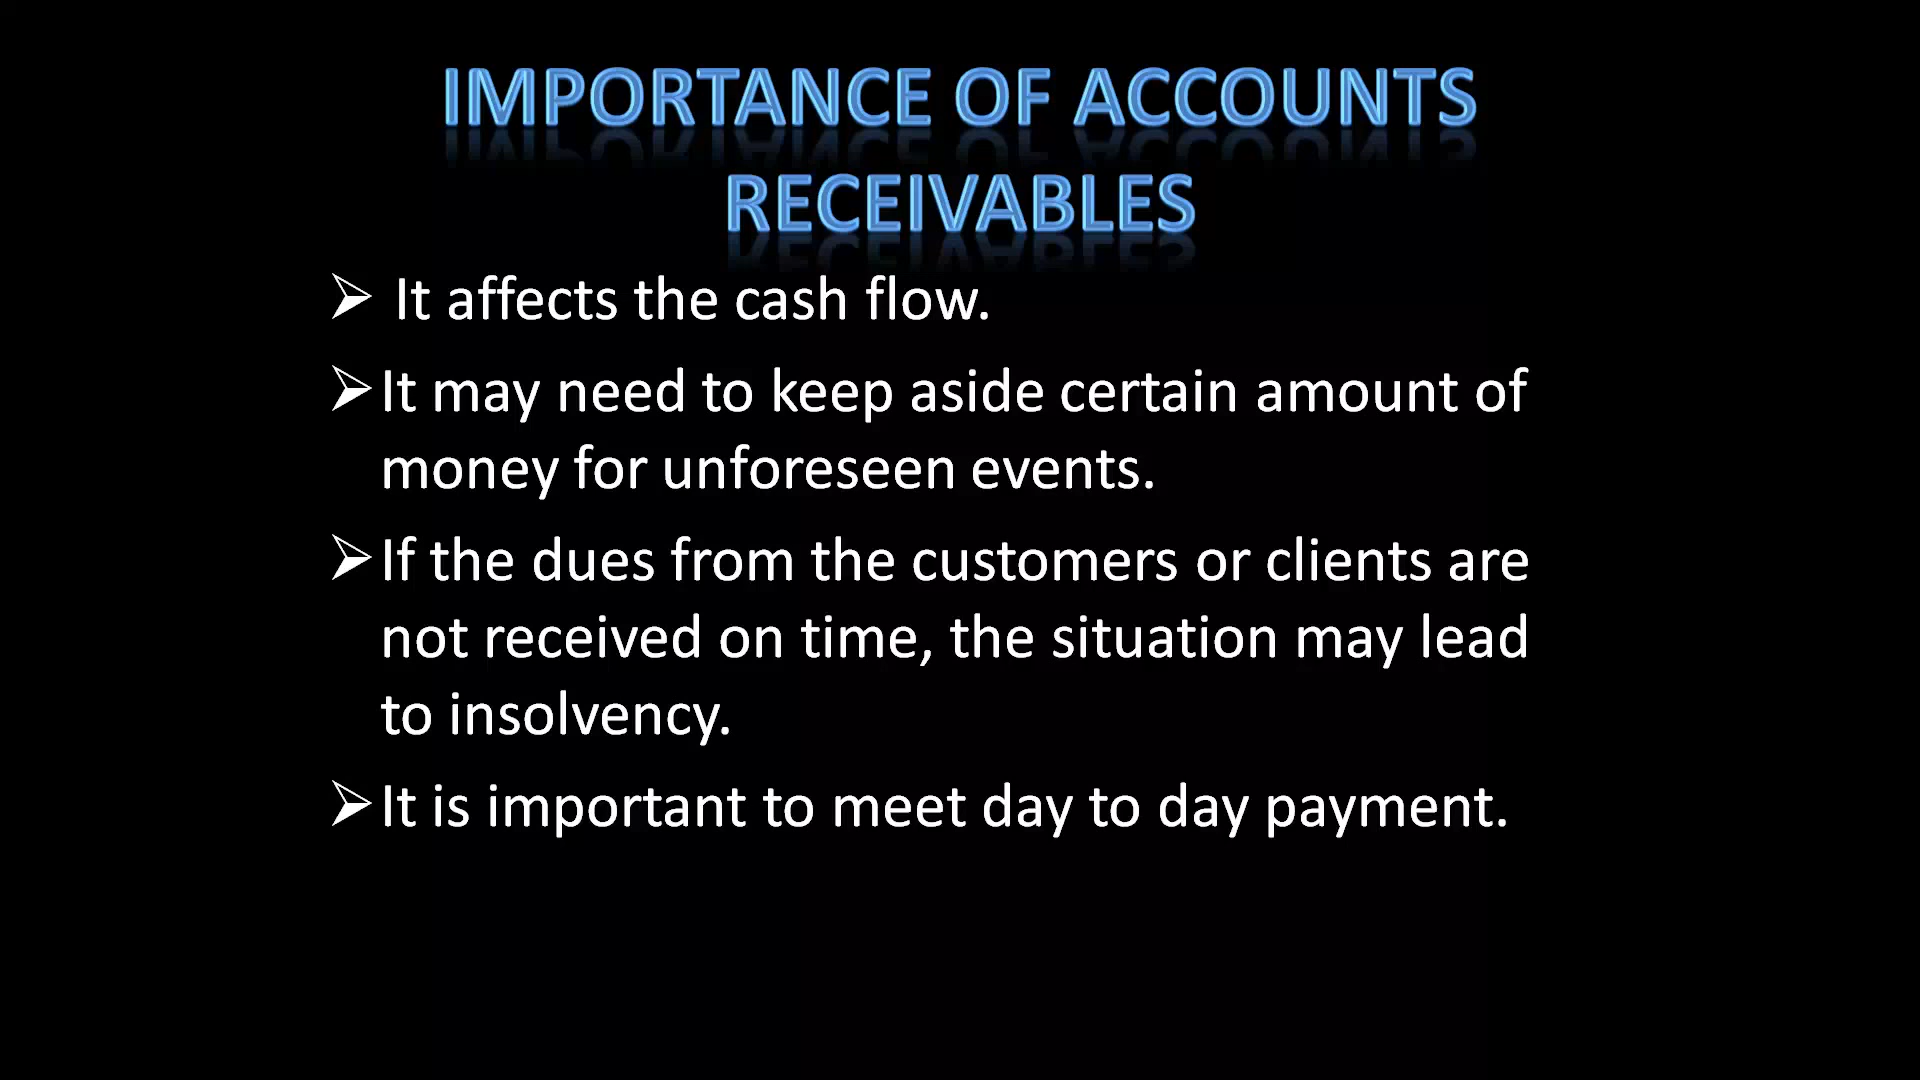 IMPORTANCE OF ACCOUNTS
RECEIVABLES
➢ It affects the cash flow.
➢It may need to keep aside certain amount of
money for unforeseen events.
➢If the dues from the customers or clients are
not received on time, the situation may lead
to insolvency.
➢It is important to meet day to day payment.